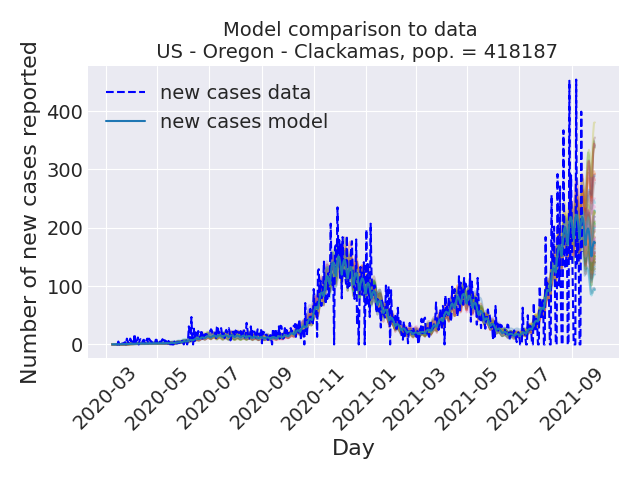 Model comparison to data
US - Oregon - Clackamas, pop. = 418187
Number of new cases reported
400
300
200
100
0
new cases data
new cases model
2020-03
2020-05
2020-07
2020-09
2020-11
2021-01
2021-03
2021-05
2021-07
2021-09
Day